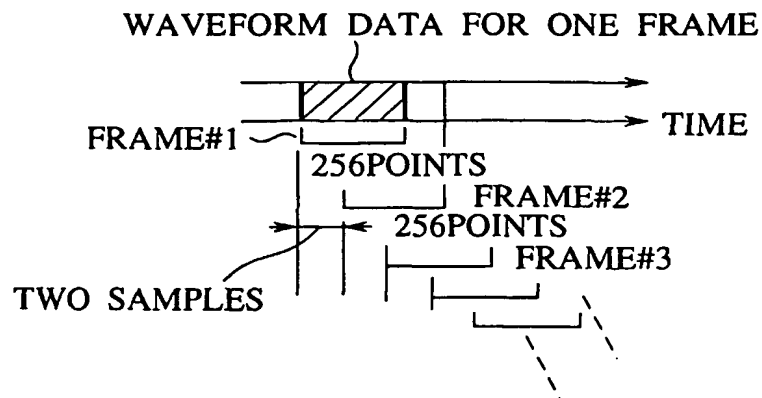 WAVEFORM DATA FOR ONE FRAME
TIME
FRAME#1
256POINTS
FRAME#2
256POINTS
FRAME#3
TWO SAMPLES